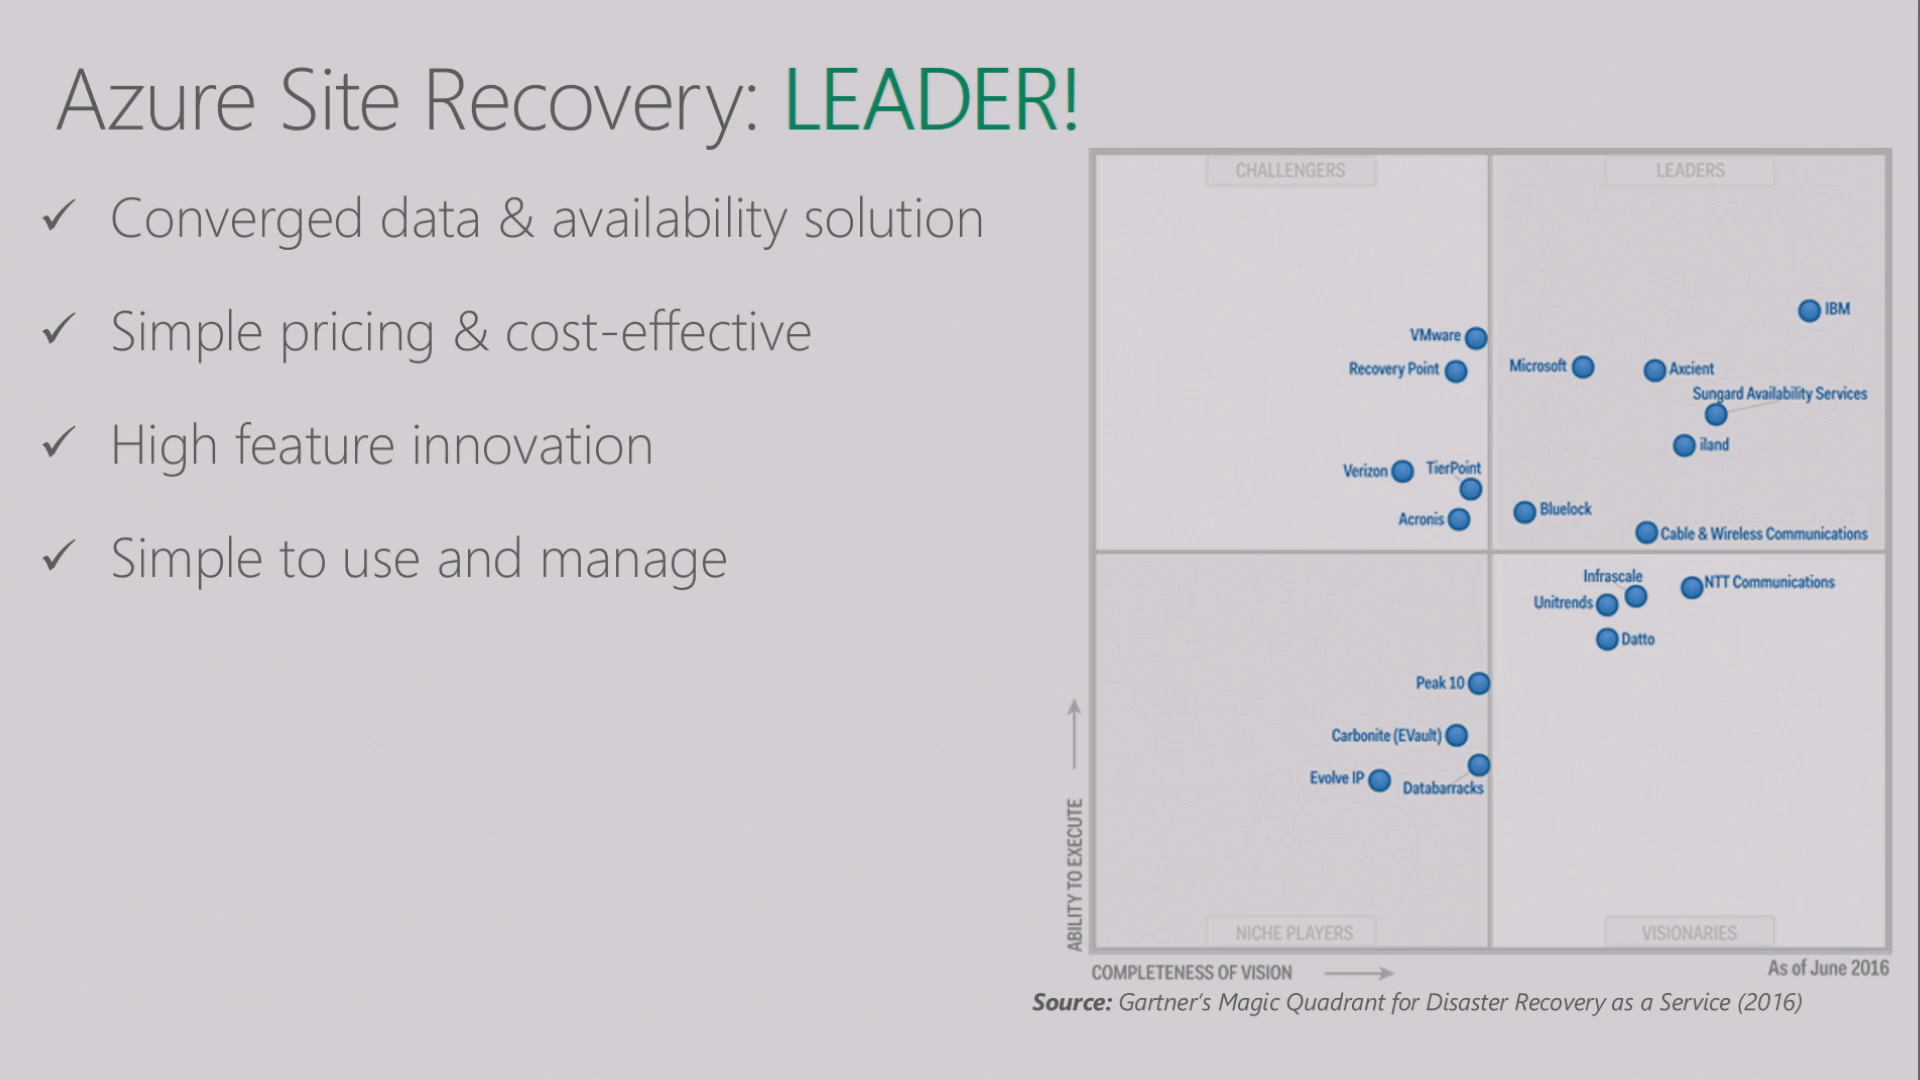 Azure Site Recovery: LEADER!
✓ Converged data & availability solution
✓ Simple pricing & cost-effective
✓ High feature innovation
✓ Simple to use and manage
CHALLENGERS
LEADERS
IBM
VMware
Recovery Point
Microsoft
Axcient
Sungard Availability Services
iland
Verizon
TierPoint
Acronis
Bluelock
Cable & Wireless Communications
Infrascale
NTT Communications
Unitrends
Datto
Peak 10
Carbonite (EVault)
Evolve IP
Databarracks
NICHE PLAYERS
VISIONARIES
ABILITY TO EXECUTE
COMPLETENESS OF VISION
As of June 2016
Source: Gartner's Magic Quadrant for Disaster Recovery as a Service (2016)